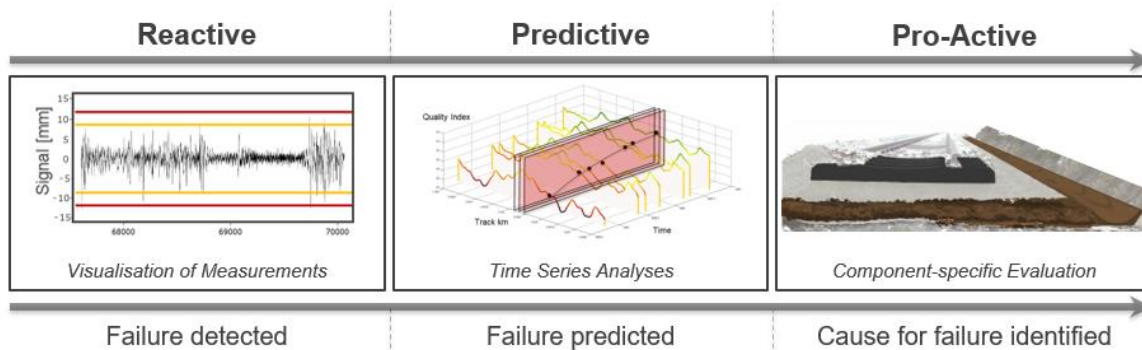 Reactive
Predictive
Pro-Active
Signal [mm]
15
10
5
0
-5
-10
-15
68000
69000
70000
Visualisation of Measurements
Quality Index
Track km
Time
Time Series Analyses
Component-specific Evaluation
Failure detected
Failure predicted
Cause for failure identified